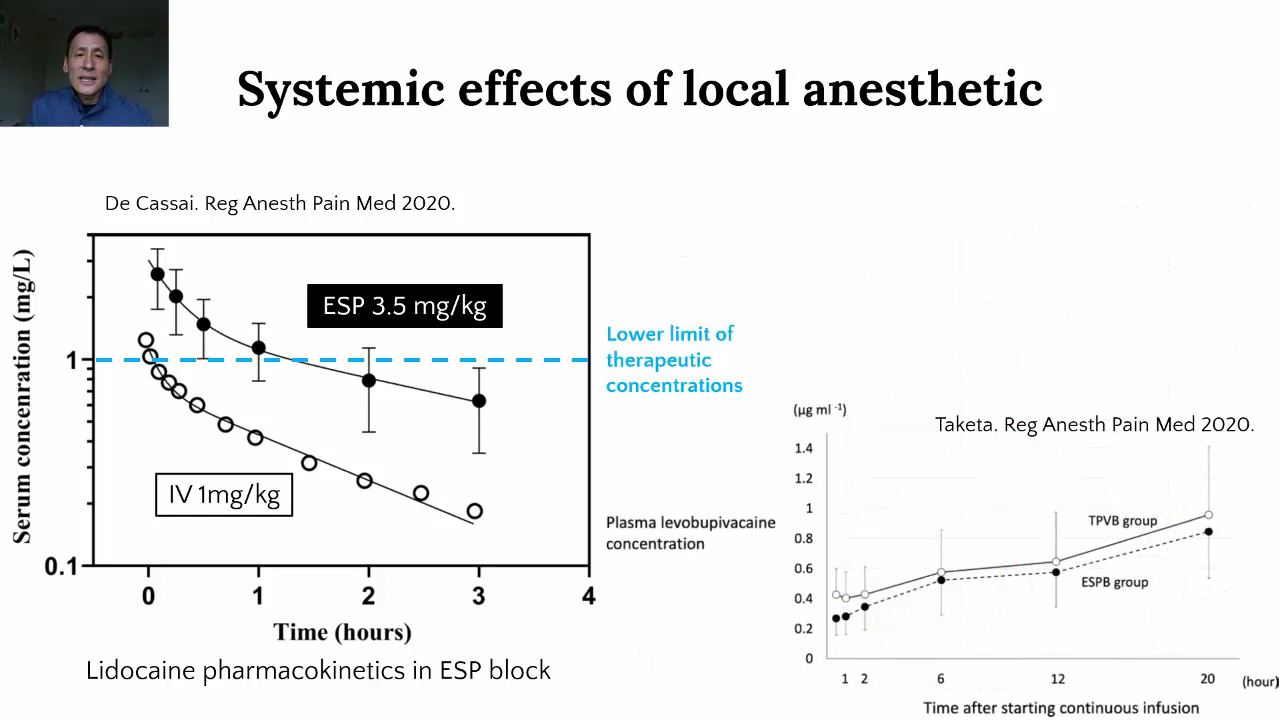 Systemic effects of local anesthetic
De Cassai. Reg Anesth Pain Med 2020.
Serum concenration (mg/L)
1
0.1
ESP 3.5 mg/kg
IV 1mg/kg
0 1 2 3 4
Time (hours)
Lidocaine pharmacokinetics in ESP block
Lower limit of
therapeutic
concentrations
Plasma levobupivacaine
concentration
(µg ml -1)
Taketa. Reg Anesth Pain Med 2020.
1.4
1.2
1
0.8
0.6
0.4
0.2
0
TPVB group
ESPB group
1 2 6 12 20 (hour)
Time after starting continuous infusion